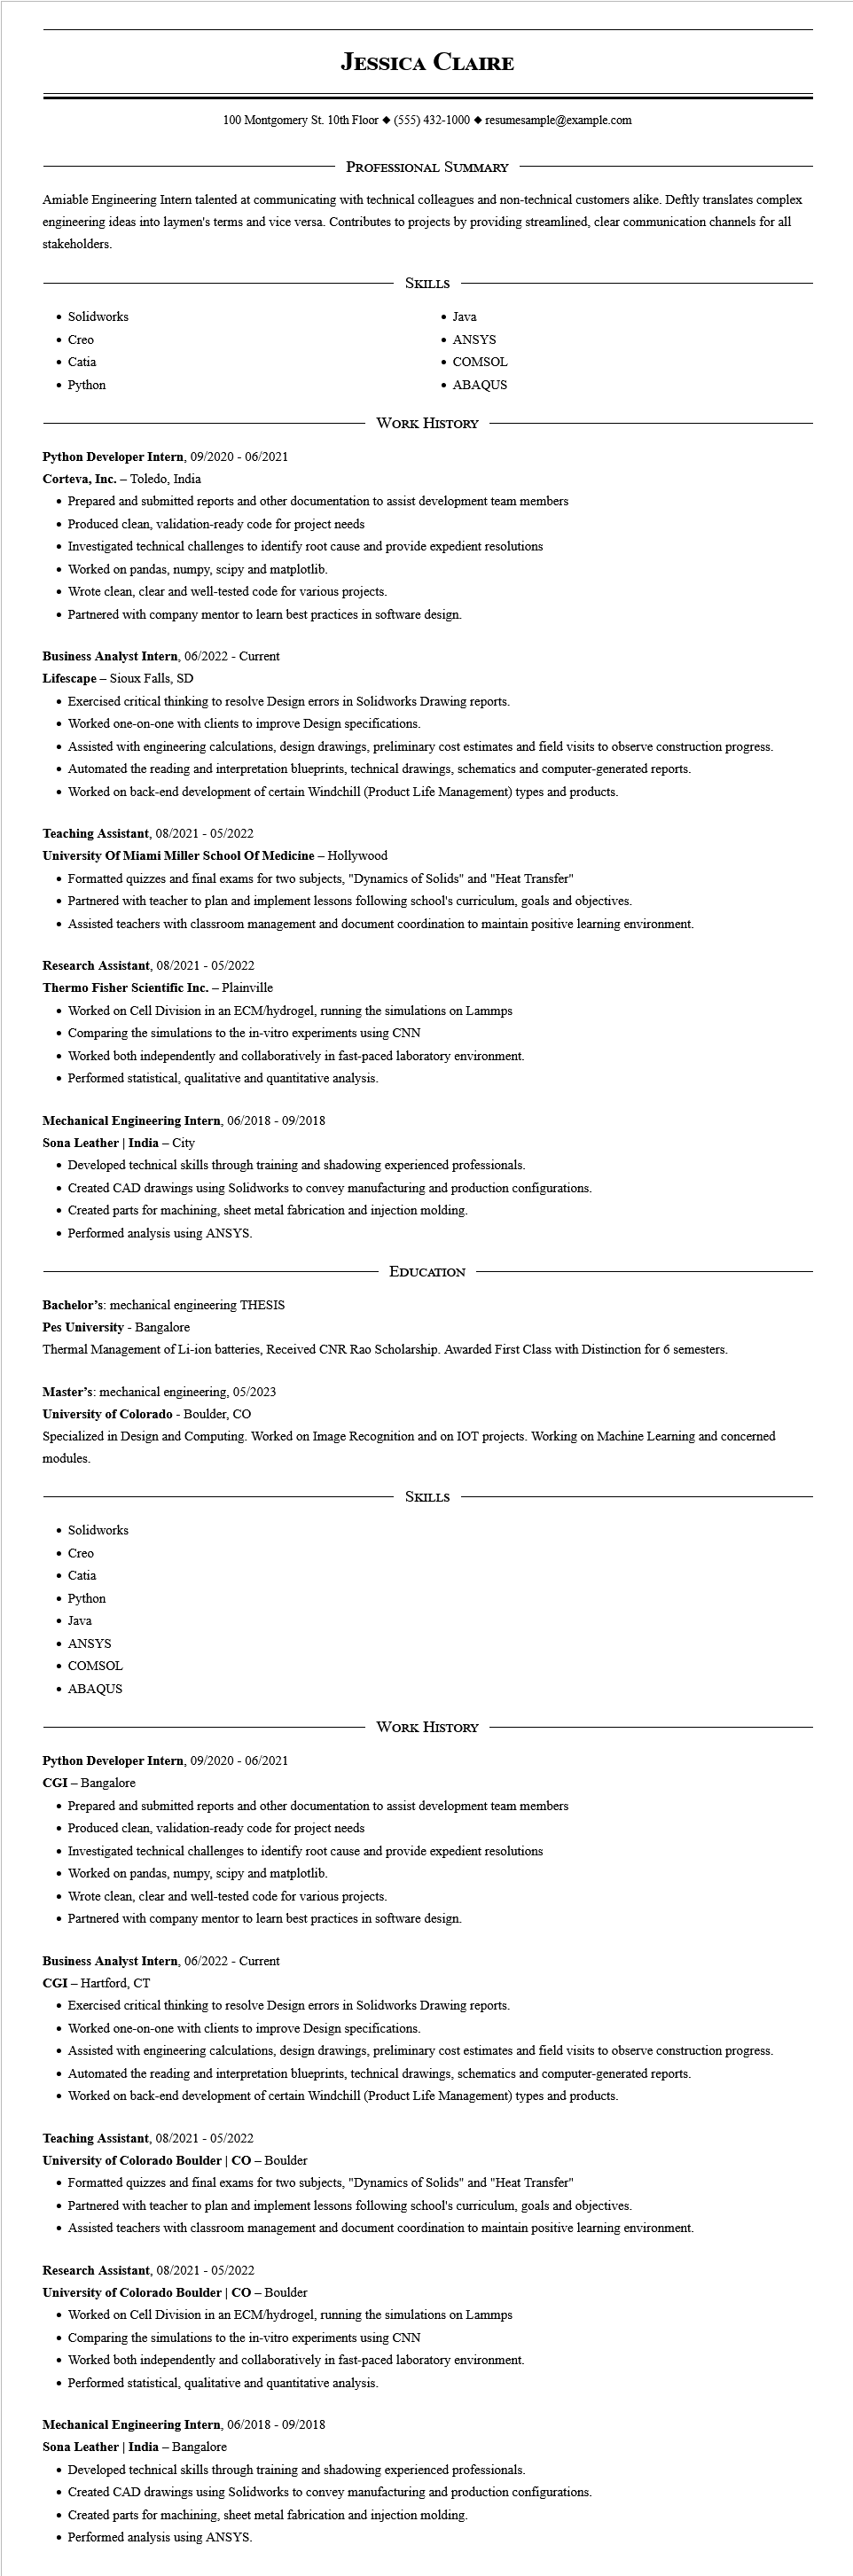 Jessica Claire
100 Montgomery St. 10th Floor ◆ (555) 432-1000 ◆ resumesample@example.com
Professional Summary
Amiable Engineering Intern talented at communicating with technical colleagues and non-technical customers alike. Deftly translates complex
engineering ideas into laymen's terms and vice versa. Contributes to projects by providing streamlined, clear communication channels for all
stakeholders.
Skills
• Solidworks
• Creo
• Catia
• Python
• Java
• ANSYS
• COMSOL
• ABAQUS
Work History
Python Developer Intern, 09/2020 - 06/2021
Corteva, Inc. – Toledo, India
• Prepared and submitted reports and other documentation to assist development team members
• Produced clean, validation-ready code for project needs
• Investigated technical challenges to identify root cause and provide expedient resolutions
• Worked on pandas, numpy, scipy and matplotlib.
• Wrote clean, clear and well-tested code for various projects.
• Partnered with company mentor to learn best practices in software design.
Business Analyst Intern, 06/2022 - Current
Lifescape – Sioux Falls, SD
• Exercised critical thinking to resolve Design errors in Solidworks Drawing reports.
• Worked one-on-one with clients to improve Design specifications.
• Assisted with engineering calculations, design drawings, preliminary cost estimates and field visits to observe construction progress.
• Automated the reading and interpretation blueprints, technical drawings, schematics and computer-generated reports.
• Worked on back-end development of certain Windchill (Product Life Management) types and products.
Teaching Assistant, 08/2021 - 05/2022
University Of Miami Miller School Of Medicine – Hollywood
• Formatted quizzes and final exams for two subjects, "Dynamics of Solids" and "Heat Transfer"
• Partnered with teacher to plan and implement lessons following school's curriculum, goals and objectives.
• Assisted teachers with classroom management and document coordination to maintain positive learning environment.
Research Assistant, 08/2021 - 05/2022
Thermo Fisher Scientific Inc. – Plainville
• Worked on Cell Division in an ECM/hydrogel, running the simulations on Lammps
• Comparing the simulations to the in-vitro experiments using CNN
• Worked both independently and collaboratively in fast-paced laboratory environment.
• Performed statistical, qualitative and quantitative analysis.
Mechanical Engineering Intern, 06/2018 - 09/2018
Sona Leather | India – City
• Developed technical skills through training and shadowing experienced professionals.
• Created CAD drawings using Solidworks to convey manufacturing and production configurations.
• Created parts for machining, sheet metal fabrication and injection molding.
• Performed analysis using ANSYS.
Education
Bachelor’s: mechanical engineering THESIS
Pes University - Bangalore
Thermal Management of Li-ion batteries, Received CNR Rao Scholarship. Awarded First Class with Distinction for 6 semesters.
Master’s: mechanical engineering, 05/2023
University of Colorado - Boulder, CO
Specialized in Design and Computing. Worked on Image Recognition and on IOT projects. Working on Machine Learning and concerned
modules.
Skills
• Solidworks
• Creo
• Catia
• Python
• Java
• ANSYS
• COMSOL
• ABAQUS
Work History
Python Developer Intern, 09/2020 - 06/2021
CGI – Bangalore
• Prepared and submitted reports and other documentation to assist development team members
• Produced clean, validation-ready code for project needs
• Investigated technical challenges to identify root cause and provide expedient resolutions
• Worked on pandas, numpy, scipy and matplotlib.
• Wrote clean, clear and well-tested code for various projects.
• Partnered with company mentor to learn best practices in software design.
Business Analyst Intern, 06/2022 - Current
CGI – Hartford, CT
• Exercised critical thinking to resolve Design errors in Solidworks Drawing reports.
• Worked one-on-one with clients to improve Design specifications.
• Assisted with engineering calculations, design drawings, preliminary cost estimates and field visits to observe construction progress.
• Automated the reading and interpretation blueprints, technical drawings, schematics and computer-generated reports.
• Worked on back-end development of certain Windchill (Product Life Management) types and products.
Teaching Assistant, 08/2021 - 05/2022
University of Colorado Boulder | CO – Boulder
• Formatted quizzes and final exams for two subjects, "Dynamics of Solids" and "Heat Transfer"
• Partnered with teacher to plan and implement lessons following school's curriculum, goals and objectives.
• Assisted teachers with classroom management and document coordination to maintain positive learning environment.
Research Assistant, 08/2021 - 05/2022
University of Colorado Boulder | CO – Boulder
• Worked on Cell Division in an ECM/hydrogel, running the simulations on Lammps
• Comparing the simulations to the in-vitro experiments using CNN
• Worked both independently and collaboratively in fast-paced laboratory environment.
• Performed statistical, qualitative and quantitative analysis.
Mechanical Engineering Intern, 06/2018 - 09/2018
Sona Leather | India – Bangalore
• Developed technical skills through training and shadowing experienced professionals.
• Created CAD drawings using Solidworks to convey manufacturing and production configurations.
• Created parts for machining, sheet metal fabrication and injection molding.
• Performed analysis using ANSYS.